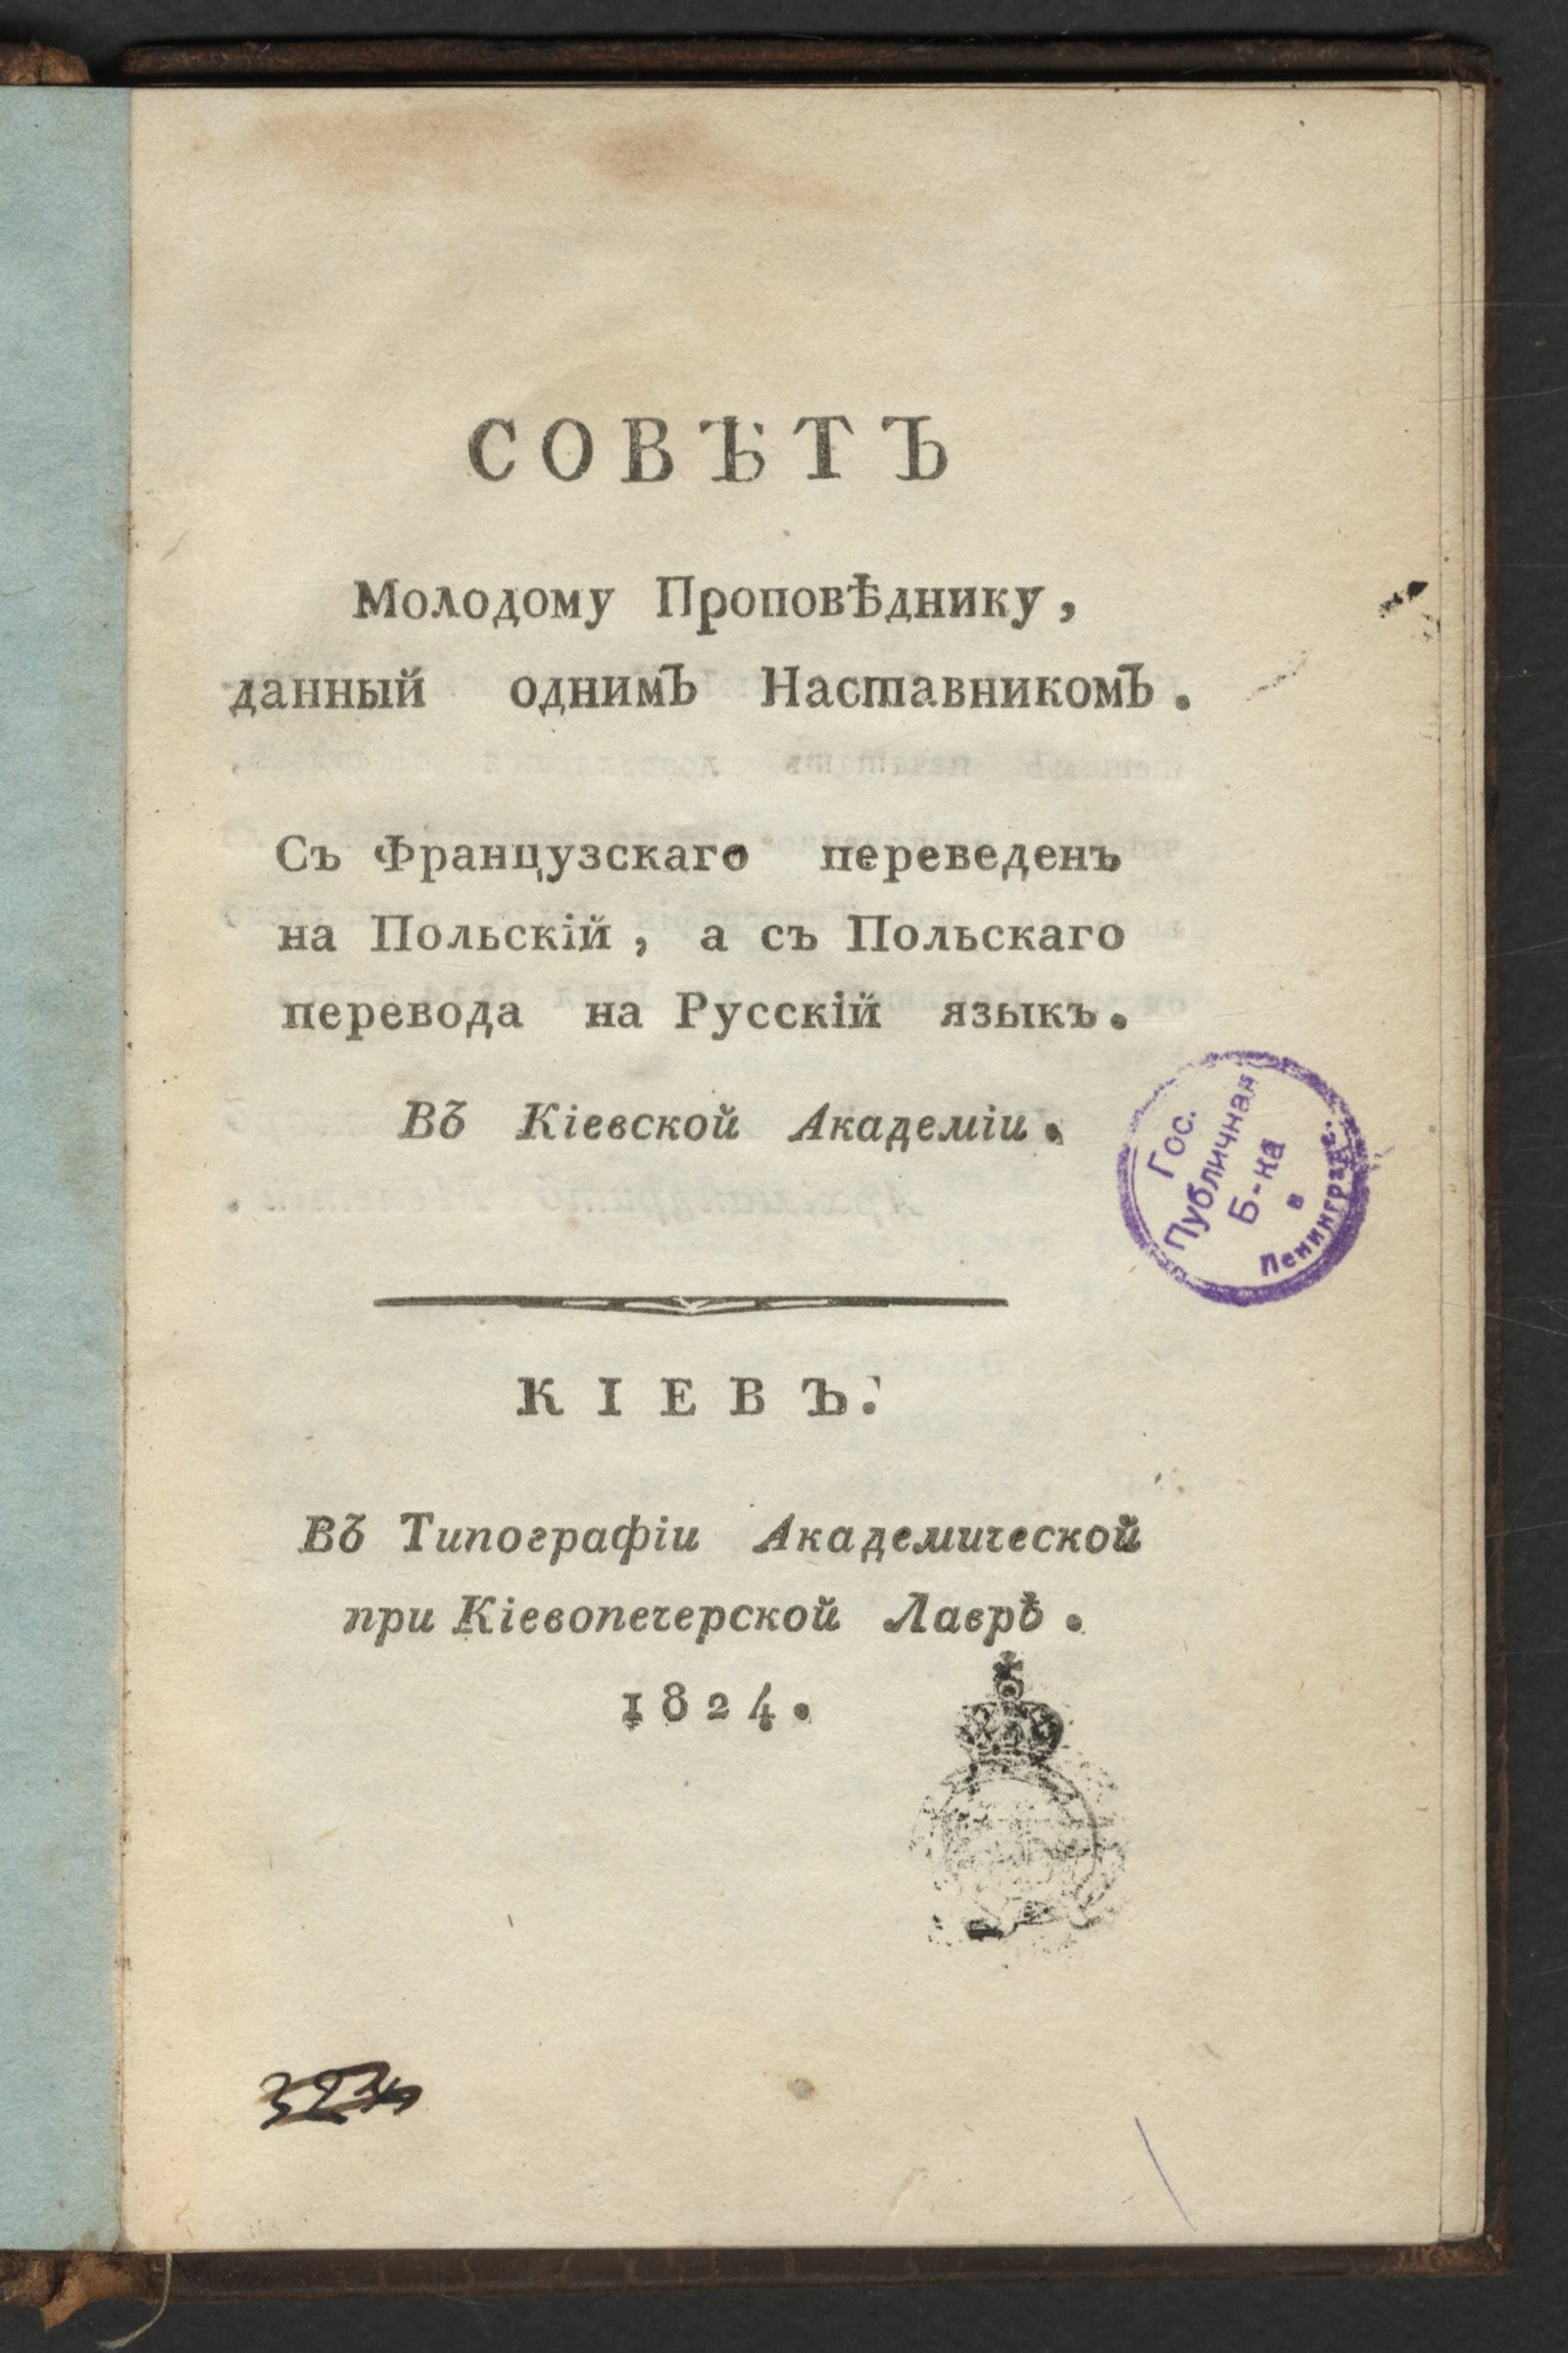 СОВѢТЪ
Молодому Проповѣднику,
данный однимЪ НаставникомЪ.
Съ Французскаго переведенъ
на Польскій, а съ Польскаго
перевода на Русскій языкъ.
Въ Кіевской Академіи.
Гос.
Публичная
Б-ка
в
Ленинграде.
КІЕВЪ.
Въ Типографіи Академической
при Кіевопечерской Лаврѣ.
1824.